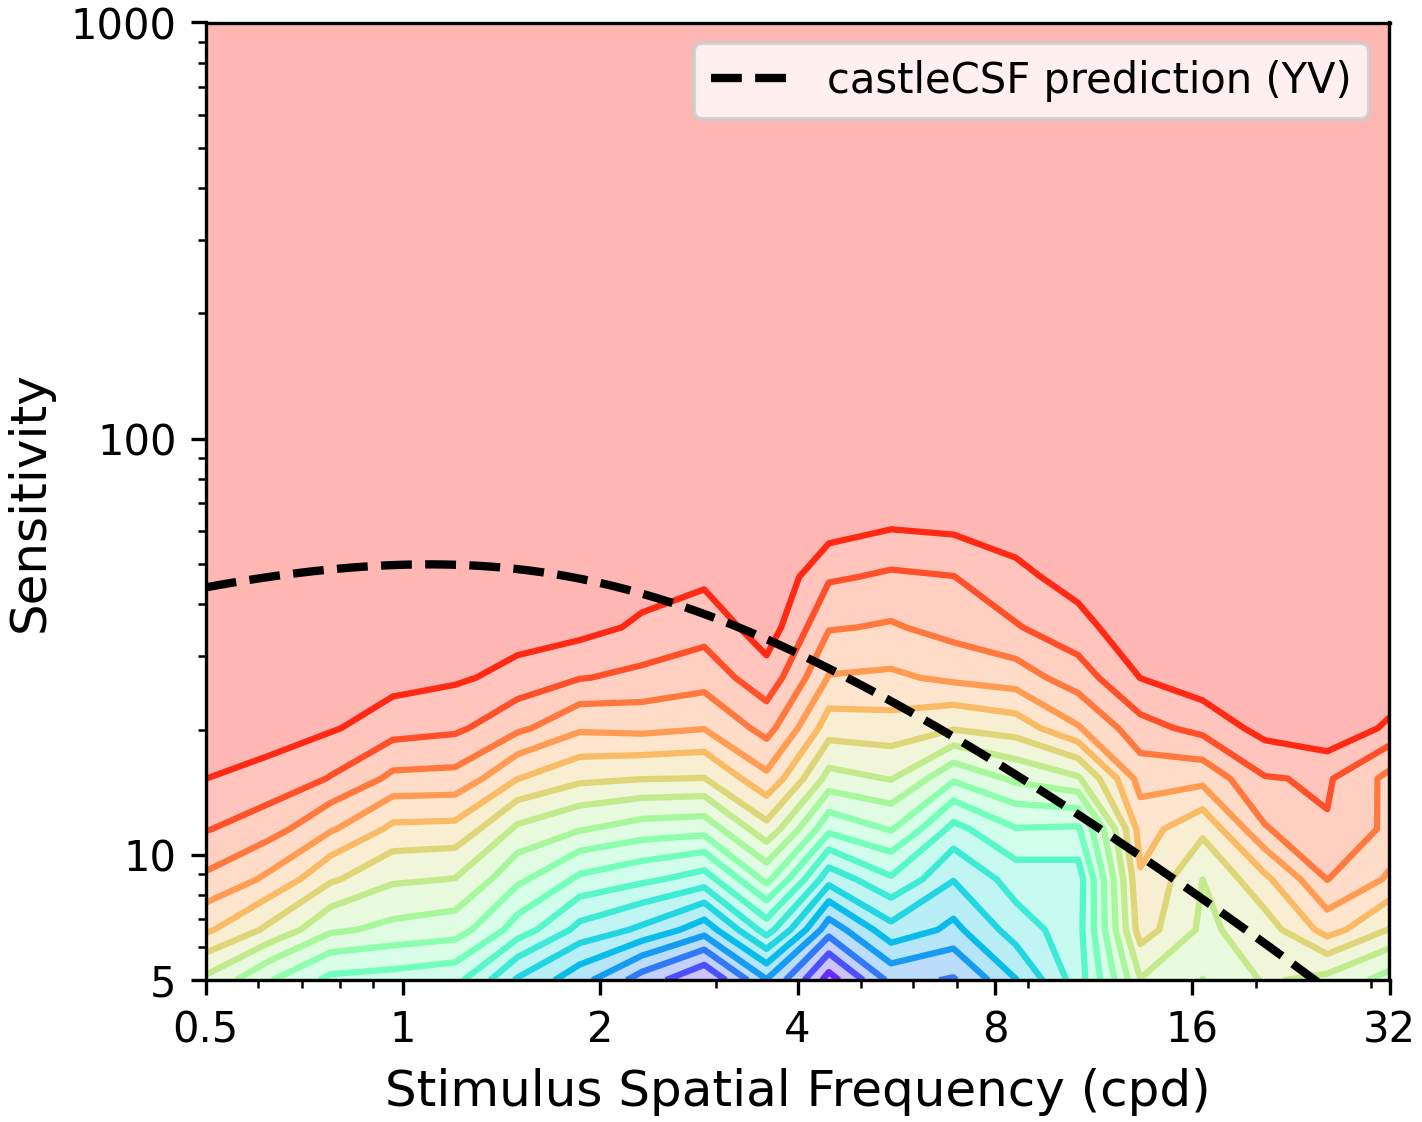 1000
100
10
5
Sensitivity
castleCSF prediction (YV)
0.5 1 2 4 8 16 32
Stimulus Spatial Frequency (cpd)